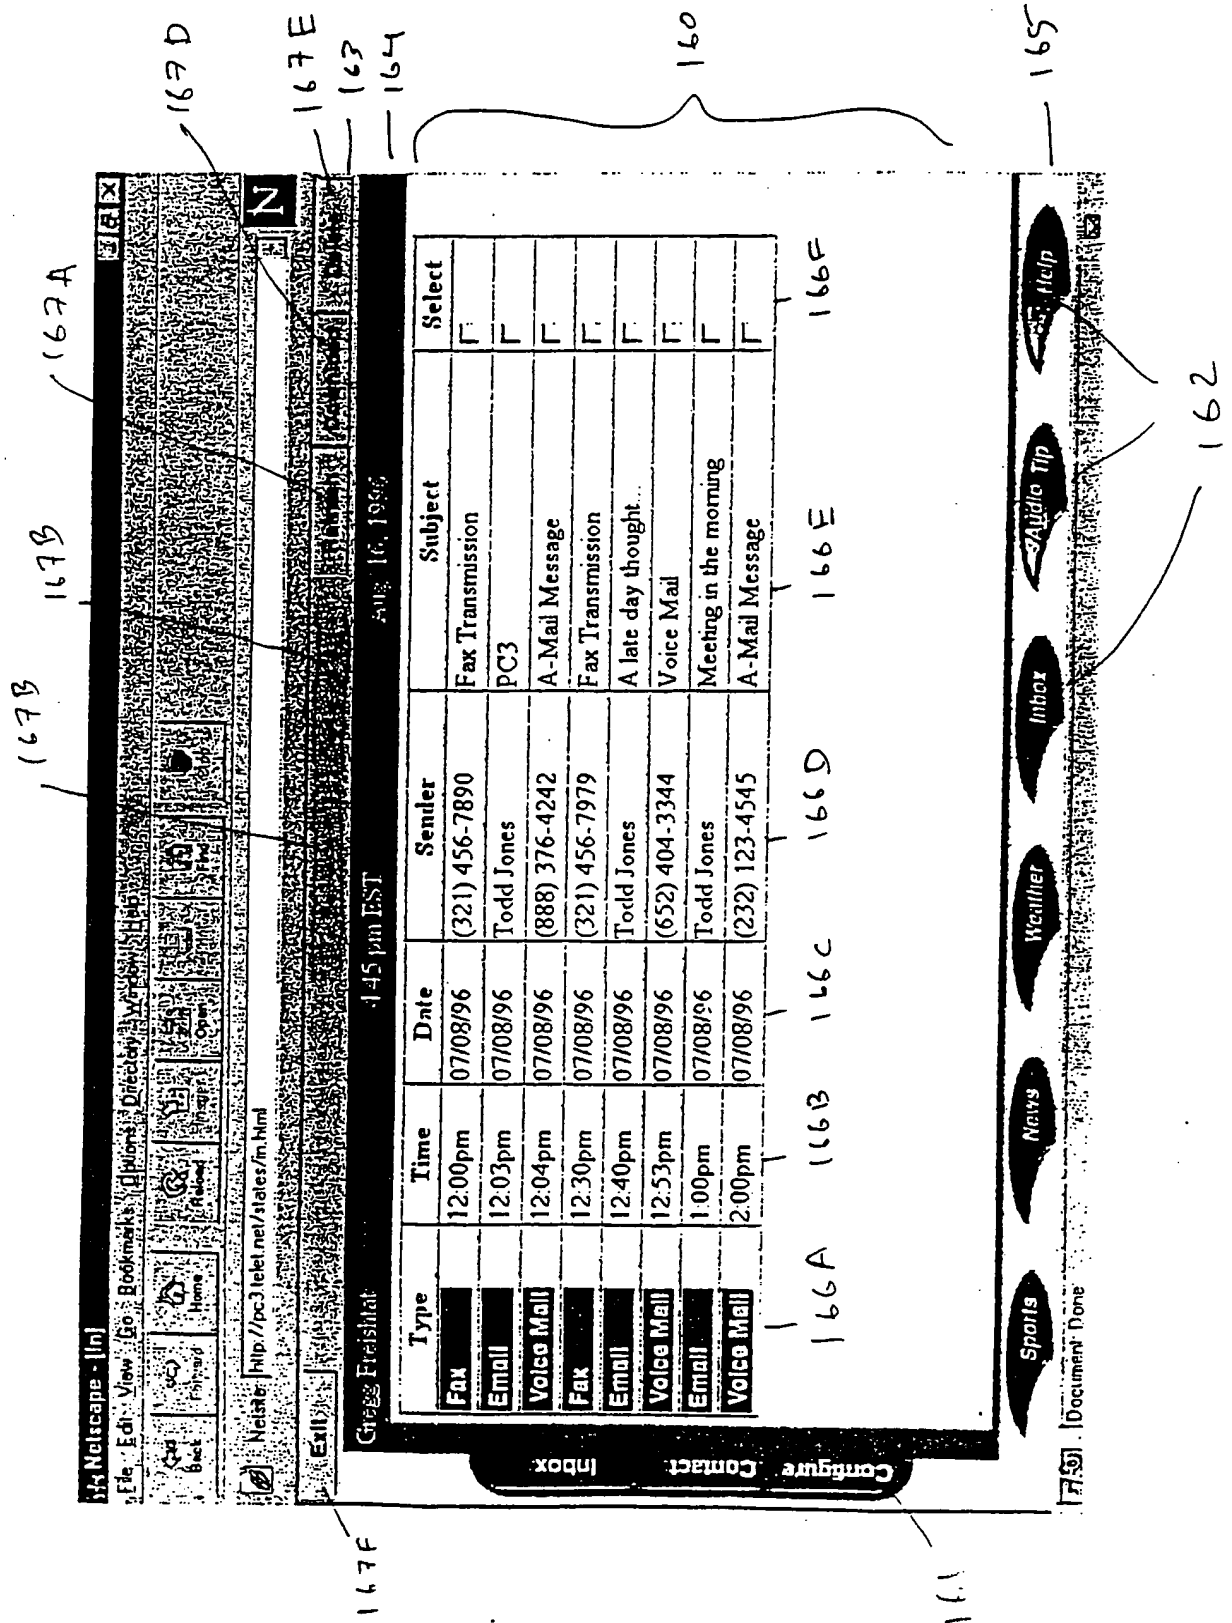 Netscape - [In]
File Edit View Go Bookmarks Options Directory Window Help
Back Forward Home Reload Images Open Find Stop
Netsite: http://pc3.telet.net/states/in.html
N
Exit
Gregg Freishtat 1:45 pm EST Aug 16, 1996
Type Time Date Sender Subject Select
Fax 12:00pm 07/08/96 (321) 456-7890 Fax Transmission
Email 12:03pm 07/08/96 Todd Jones PC3
Voice Mail 12:04pm 07/08/96 (888) 376-4242 A-Mail Message
Fax 12:30pm 07/08/96 (321) 456-7979 Fax Transmission
Email 12:40pm 07/08/96 Todd Jones A late day thought...
Voice Mail 12:53pm 07/08/96 (652) 404-3344 Voice Mail
Email 1:00pm 07/08/96 Todd Jones Meeting in the morning
Voice Mail 2:00pm 07/08/96 (232) 123-4545 A-Mail Message
Inbox
Contact
Configure
Sports News Weather Inbox Audio Tip Help
Document Done
167B
167B
167A
167D
167E
163
164
160
165
162
161
167F
166A 166B 166C 166D 166E 166F